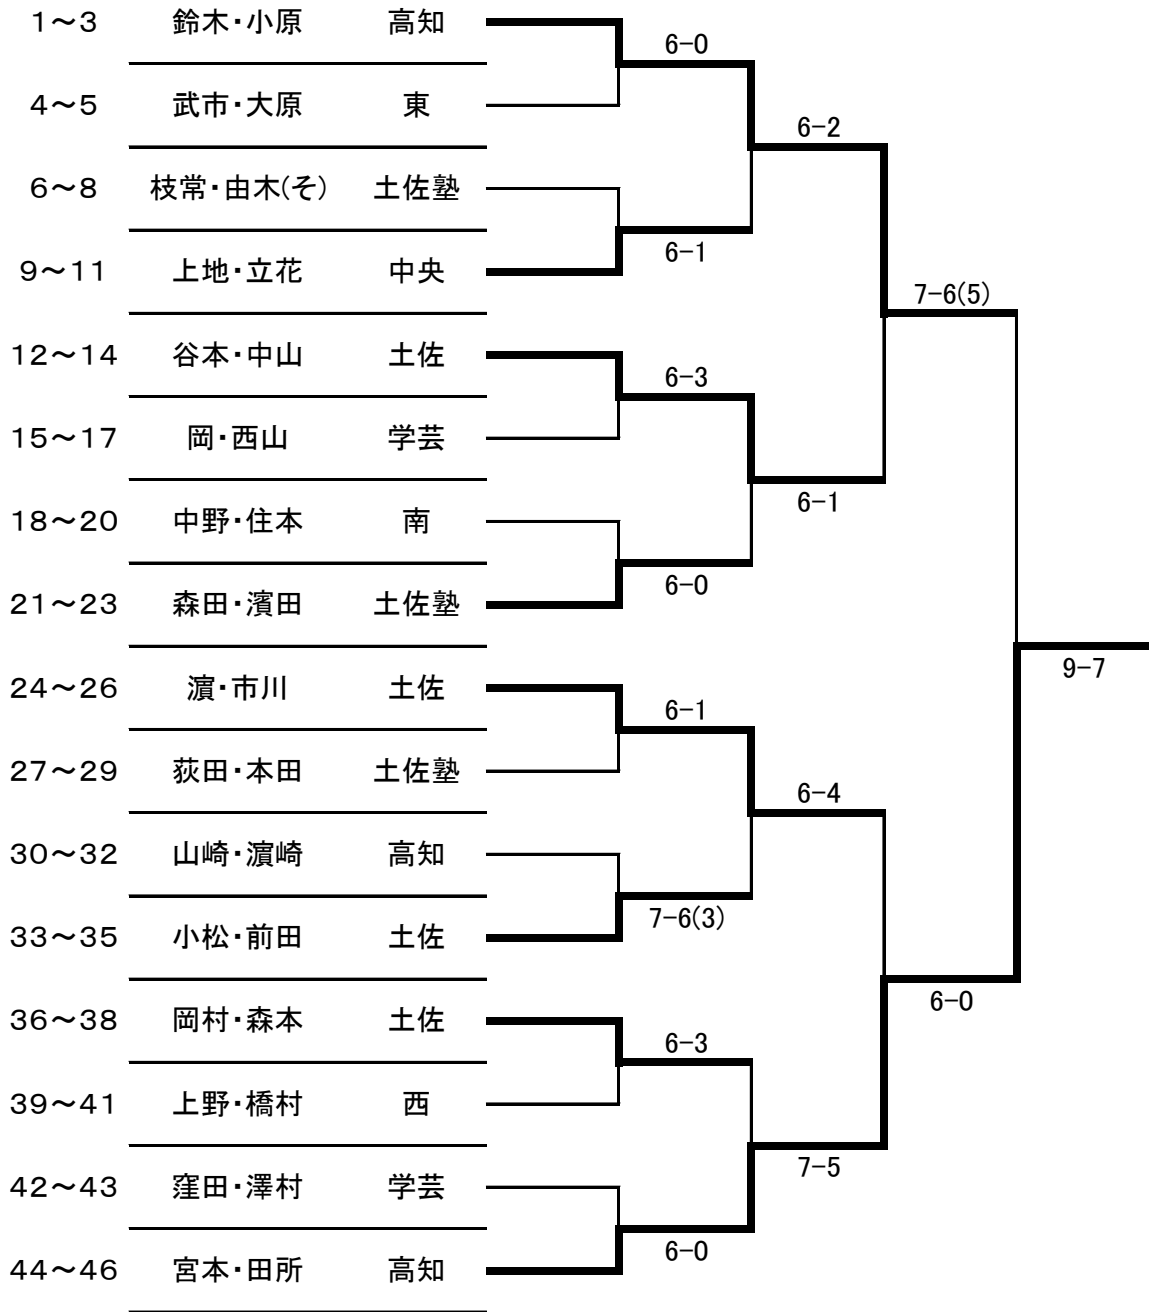 1～3 鈴木・小原 高知
6-0
4～5 武市・大原 東
6-2
6～8 枝常・由木(そ) 土佐塾
6-1
9～11 上地・立花 中央
7-6(5)
12～14 谷本・中山 土佐
6-3
15～17 岡・西山 学芸
6-1
18～20 中野・住本 南
6-0
21～23 森田・濱田 土佐塾
9-7
24～26 濵・市川 土佐
6-1
27～29 荻田・本田 土佐塾
6-4
30～32 山崎・濵崎 高知
7-6(3)
33～35 小松・前田 土佐
6-0
36～38 岡村・森本 土佐
6-3
39～41 上野・橋村 西
7-5
42～43 窪田・澤村 学芸
6-0
44～46 宮本・田所 高知